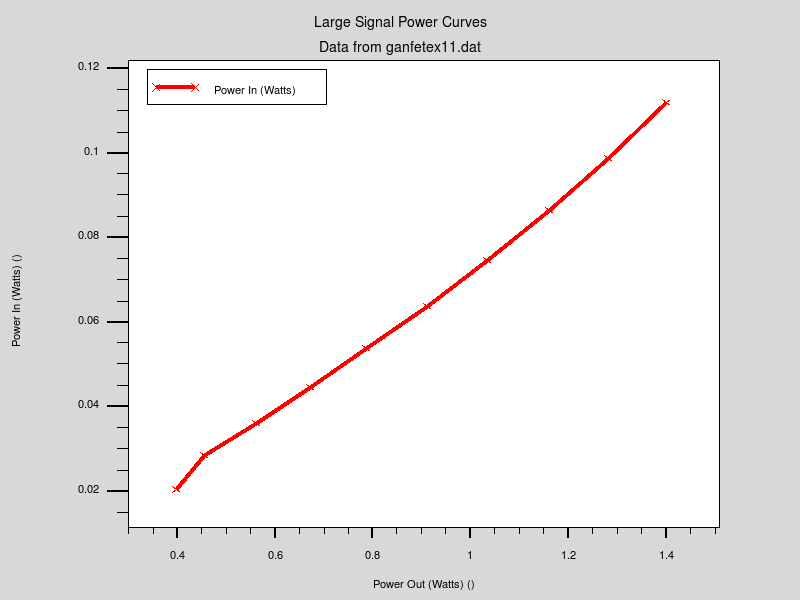 Large Signal Power Curves
Data from ganfetex11.dat
Power In (Watts)
0.12
0.1
0.08
0.06
0.04
0.02
Power In (Watts) ()
0.4 0.6 0.8 1 1.2 1.4
Power Out (Watts) ()